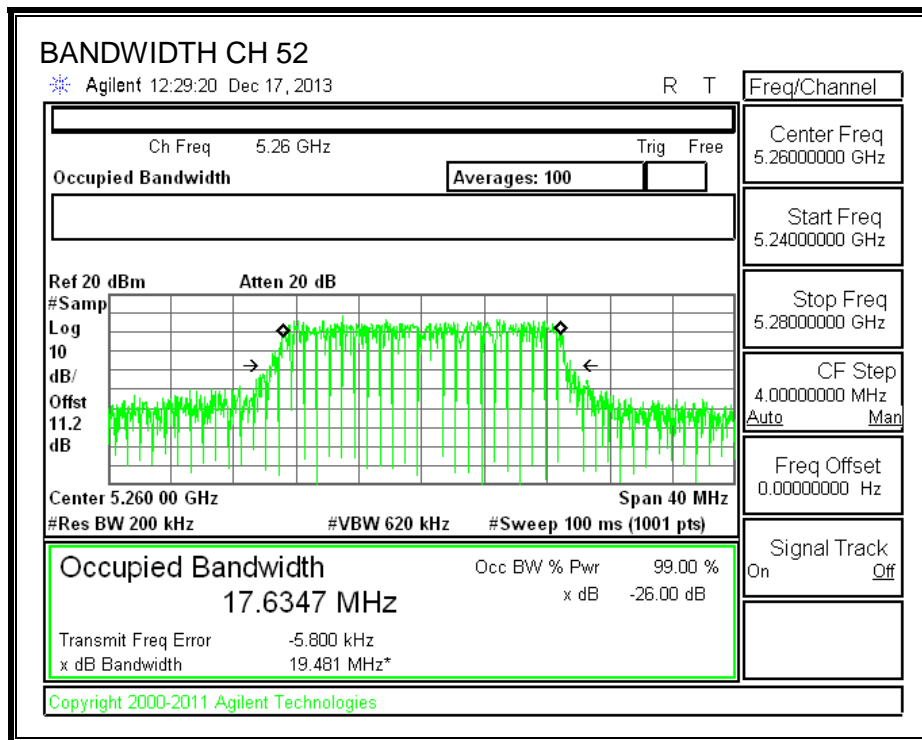 BANDWIDTH CH 52
Agilent 12:29:20 Dec 17, 2013 R T
Freq/Channel
Ch Freq 5.26 GHz Trig Free
Occupied Bandwidth Averages: 100
Center Freq
5.26000000 GHz
Start Freq
5.24000000 GHz
Stop Freq
5.28000000 GHz
CF Step
4.00000000 MHz
Auto Man
Freq Offset
0.00000000 Hz
Signal Track
On Off
Ref 20 dBm Atten 20 dB
#Samp
Log
10
dB/
Offst
11.2
dB
Center 5.260 00 GHz Span 40 MHz
#Res BW 200 kHz #VBW 620 kHz #Sweep 100 ms (1001 pts)
Occupied Bandwidth Occ BW % Pwr 99.00 %
17.6347 MHz x dB -26.00 dB
Transmit Freq Error -5.800 kHz
x dB Bandwidth 19.481 MHz*
Copyright 2000-2011 Agilent Technologies